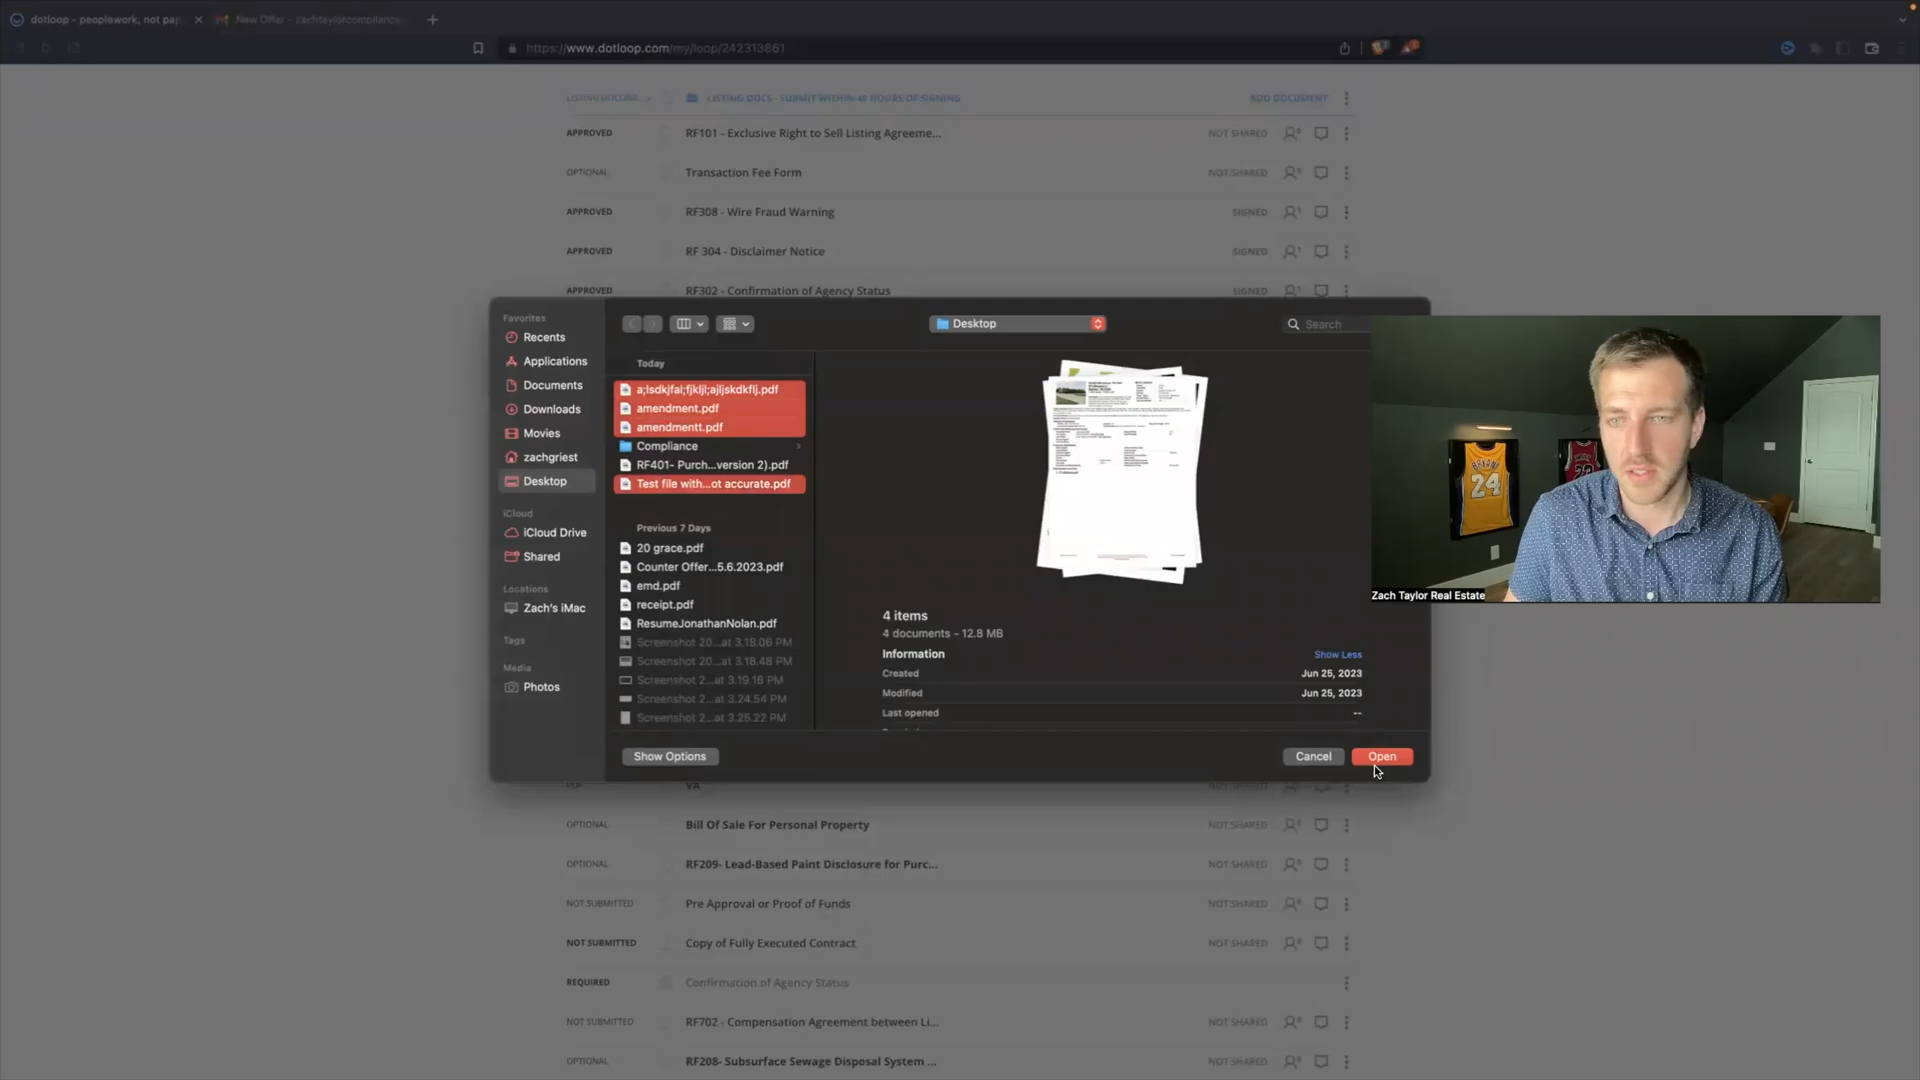 dotloop - peoplework, not pap
New Offer - zachtaylorcompliance
https://www.dotloop.com/my/loop/242313861
LISTING DOCS - SUBMIT WITHIN 48 HOURS OF SIGNING
ADD DOCUMENT
APPROVED RF101 - Exclusive Right to Sell Listing Agreeme... NOT SHARED
OPTIONAL Transaction Fee Form NOT SHARED
APPROVED RF308 - Wire Fraud Warning SIGNED
APPROVED RF 304 - Disclaimer Notice SIGNED
APPROVED RF302 - Confirmation of Agency Status SIGNED
Favorites
Recents
Applications
Documents
Downloads
Movies
zachgriest
Desktop
iCloud
iCloud Drive
Shared
Locations
Zach's iMac
Tags
Media
Photos
Desktop
Search
Today
a;lsdkjfal;fjklji;ajljskdkflj.pdf
amendment.pdf
amendmentt.pdf
Compliance
RF401- Purch...version 2).pdf
Test file with...ot accurate.pdf
Previous 7 Days
20 grace.pdf
Counter Offer...5.6.2023.pdf
emd.pdf
receipt.pdf
ResumeJonathanNolan.pdf
Screenshot 20...at 3.18.06 PM
Screenshot 20...at 3.18.48 PM
Screenshot 2...at 3.19.18 PM
Screenshot 2...at 3.24.54 PM
Screenshot 2...at 3.25.22 PM
4 items
4 documents - 12.8 MB
Information Show Less
Created Jun 25, 2023
Modified Jun 25, 2023
Last opened --
Show Options
Cancel
Open
BRYANT
24
23
Zach Taylor Real Estate
VA
OPTIONAL Bill Of Sale For Personal Property NOT SHARED
OPTIONAL RF209- Lead-Based Paint Disclosure for Purc... NOT SHARED
NOT SUBMITTED Pre Approval or Proof of Funds NOT SHARED
NOT SUBMITTED Copy of Fully Executed Contract NOT SHARED
REQUIRED Confirmation of Agency Status
NOT SUBMITTED RF702 - Compensation Agreement between Li... NOT SHARED
OPTIONAL RF208- Subsurface Sewage Disposal System ... NOT SHARED